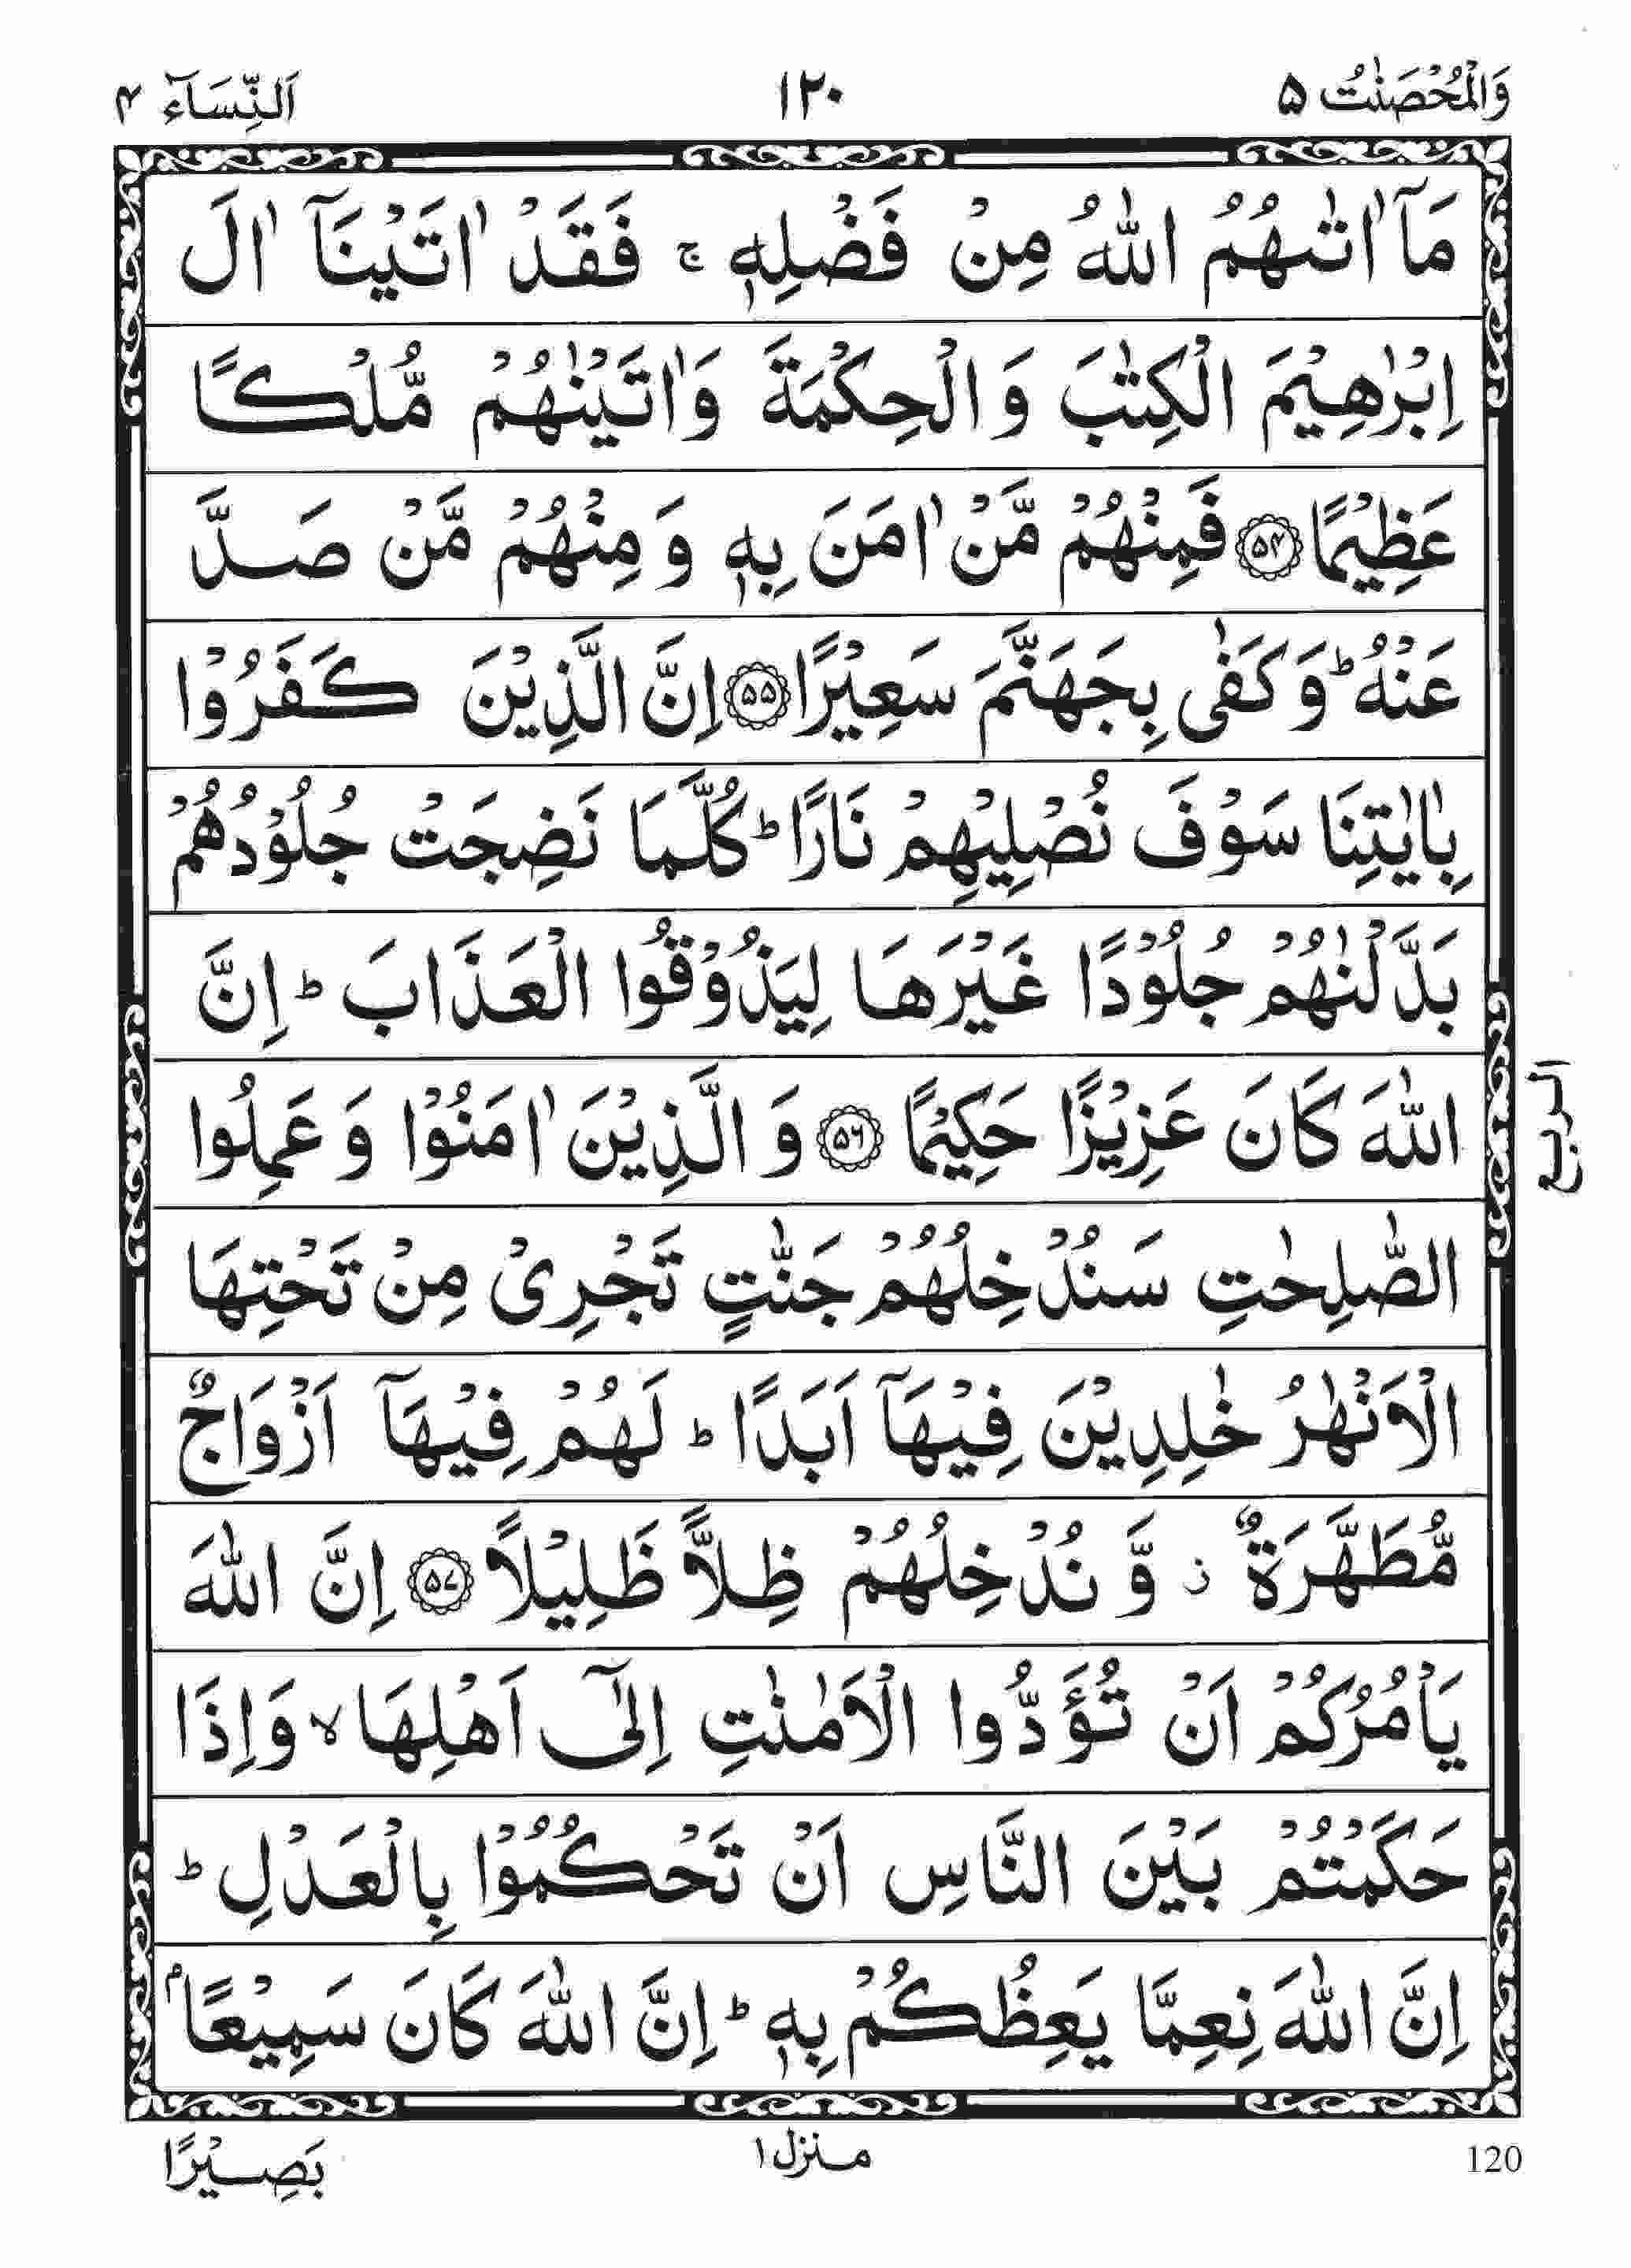 وَالْمُحْصَنٰتُ ۵
۱۲۰
اَلنِّسَآء ۴
مَآ اٰتٰىهُمُ اللّٰهُ مِنْ فَضْلِهٖ ۚ فَقَدْ اٰتَيْنَآ اٰلَ
اِبْرٰهِيْمَ الْكِتٰبَ وَ الْحِكْمَةَ وَاٰتَيْنٰهُمْ مُّلْكًا
عَظِيْمًا ﴿۵۴﴾ فَمِنْهُمْ مَّنْ اٰمَنَ بِهٖ وَ مِنْهُمْ مَّنْ صَدَّ
عَنْهُ ؕ وَ كَفٰى بِجَهَنَّمَ سَعِيْرًا ﴿۵۵﴾ اِنَّ الَّذِيْنَ كَفَرُوْا
بِاٰيٰتِنَا سَوْفَ نُصْلِيْهِمْ نَارًا ؕ كُلَّمَا نَضِجَتْ جُلُوْدُهُمْ
بَدَّلْنٰهُمْ جُلُوْدًا غَيْرَهَا لِيَذُوْقُوا الْعَذَابَ ؕ اِنَّ
اللّٰهَ كَانَ عَزِيْزًا حَكِيْمًا ﴿۵۶﴾ وَ الَّذِيْنَ اٰمَنُوْا وَ عَمِلُوا
الصّٰلِحٰتِ سَنُدْخِلُهُمْ جَنّٰتٍ تَجْرِيْ مِنْ تَحْتِهَا
الْاَنْهٰرُ خٰلِدِيْنَ فِيْهَآ اَبَدًا ؕ لَهُمْ فِيْهَآ اَزْوَاجٌ
مُّطَهَّرَةٌ ز وَّ نُدْخِلُهُمْ ظِلًّا ظَلِيْلًا ﴿۵۷﴾ اِنَّ اللّٰهَ
يَاْمُرُكُمْ اَنْ تُؤَدُّوا الْاَمٰنٰتِ اِلٰٓى اَهْلِهَا ۙ وَاِذَا
حَكَمْتُمْ بَيْنَ النَّاسِ اَنْ تَحْكُمُوْا بِالْعَدْلِ ؕ
اِنَّ اللّٰهَ نِعِمَّا يَعِظُكُمْ بِهٖ ؕ اِنَّ اللّٰهَ كَانَ سَمِيْعًاۢ
الربع
بَصِيْرًا
منزل ۱
120